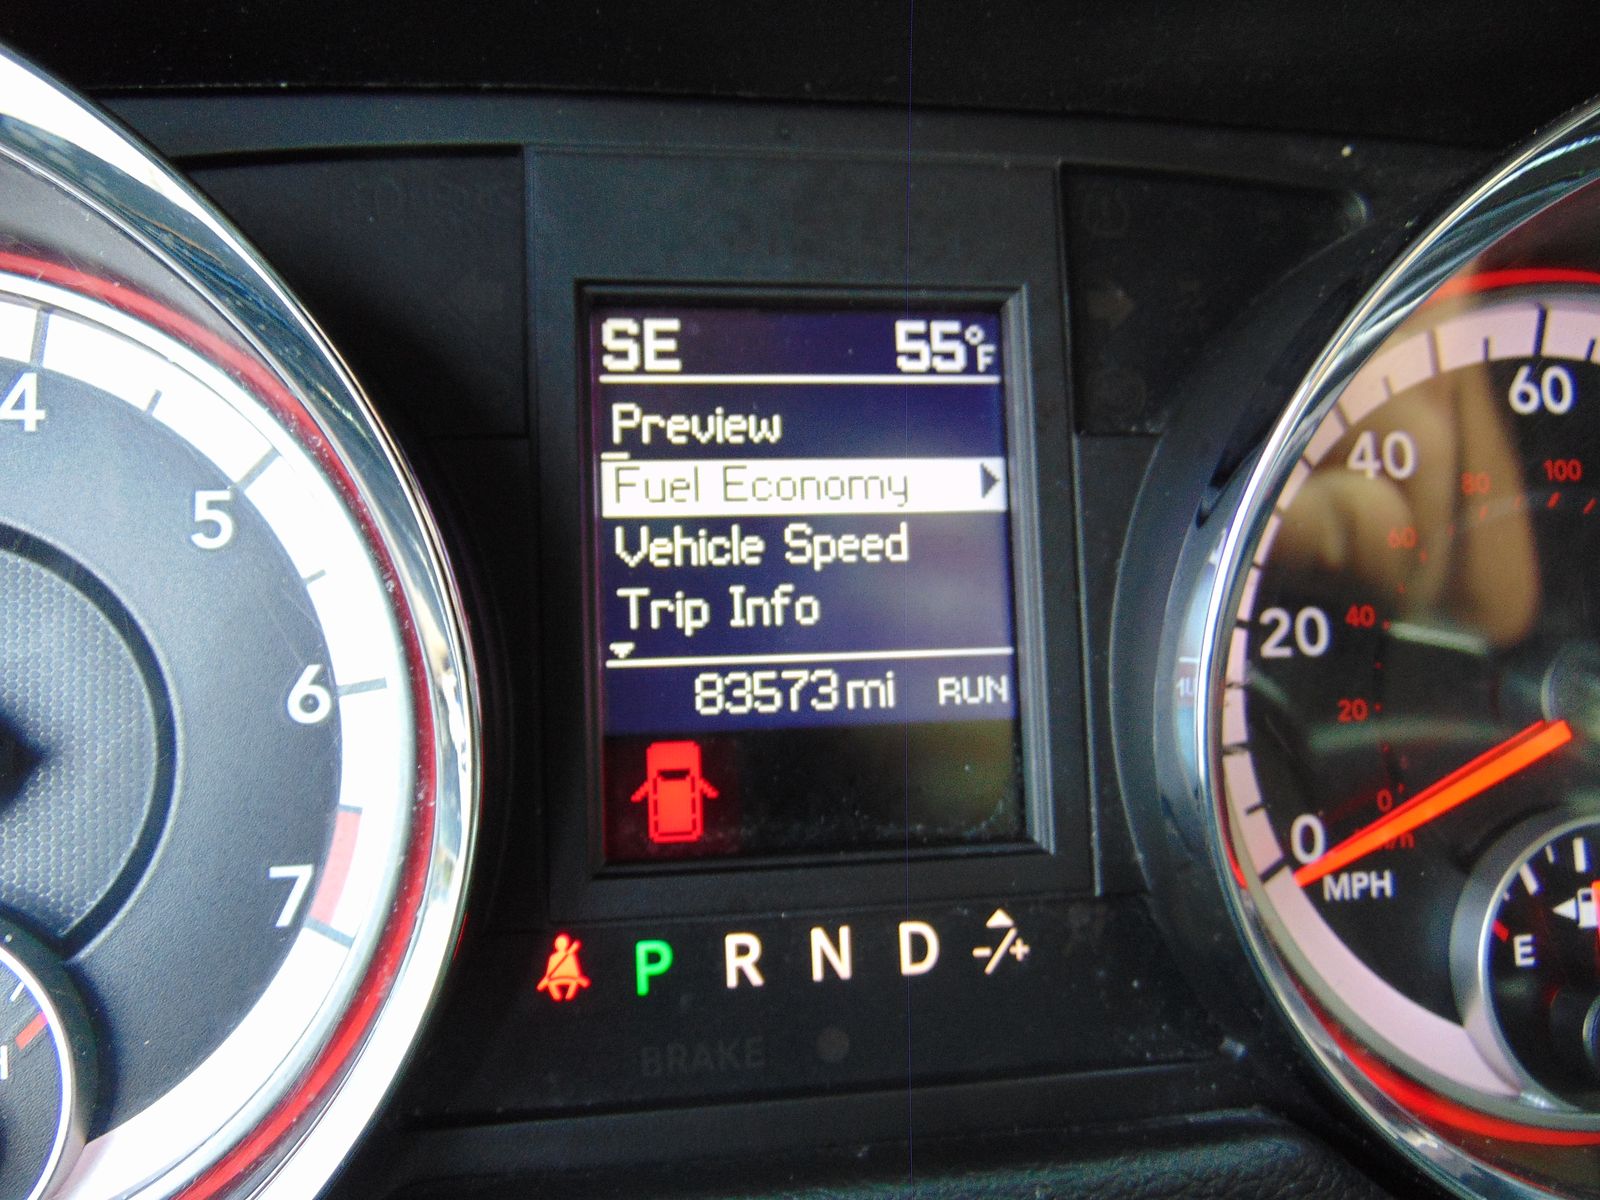 SE 55°F
Preview
Fuel Economy
Vehicle Speed
Trip Info
83573 mi RUN
P R N D -/+
BRAKE
4
5
6
7
H
60
40
20
0
MPH
100
80
60
40
20
0
E